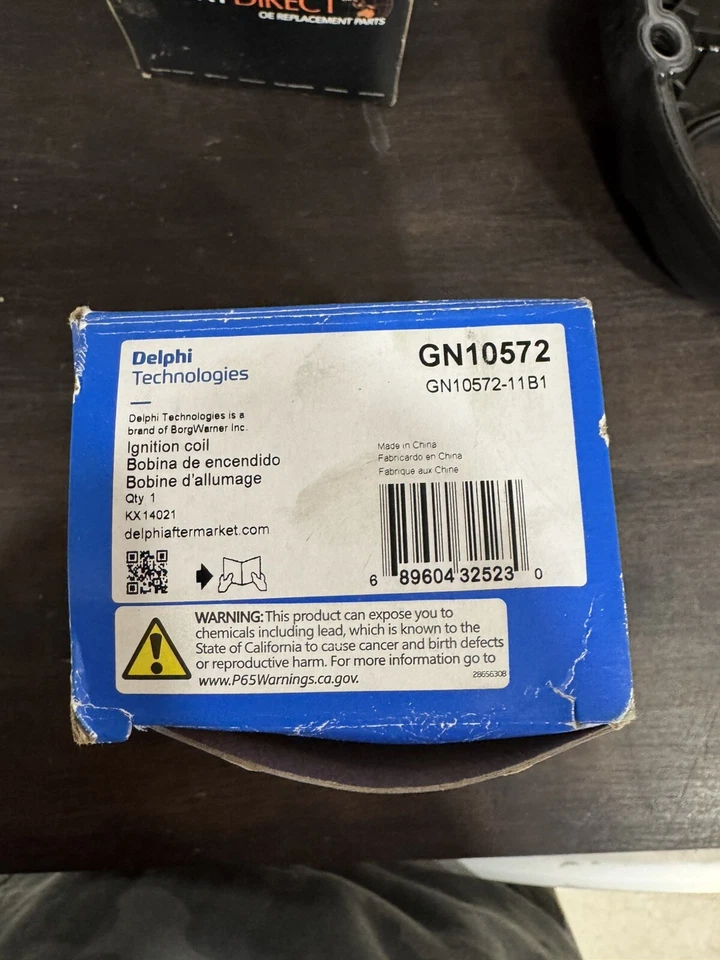 DIRECT
OE REPLACEMENT PARTS
Delphi
Technologies
GN10572
GN10572-11B1
Delphi Technologies is a
brand of BorgWarner Inc.
Ignition coil
Bobina de encendido
Bobine d'allumage
Qty 1
KX14021
delphiaftermarket.com
Made in China
Fabricardo en China
Fabrique aux Chine
6 89604 32523 0
WARNING: This product can expose you to
chemicals including lead, which is known to the
State of California to cause cancer and birth defects
or reproductive harm. For more information go to
www.P65Warnings.ca.gov.
28656308